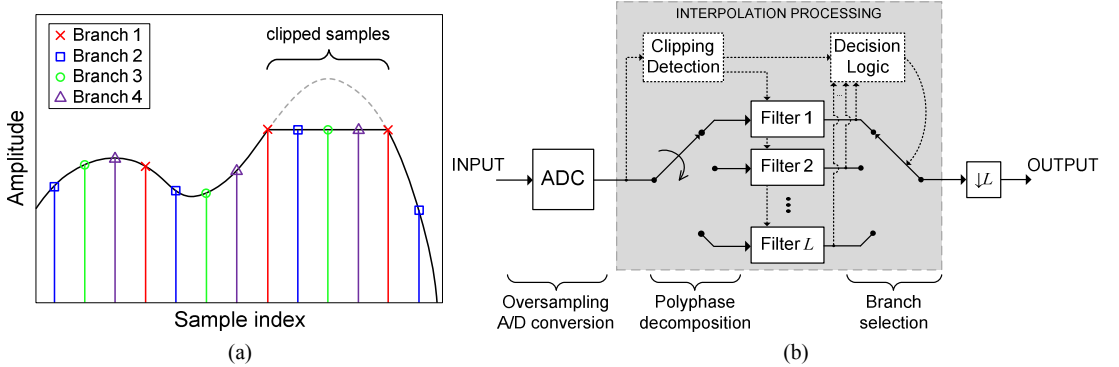 Branch 1
Branch 2
Branch 3
Branch 4
clipped samples
Amplitude
Sample index
(a)
INTERPOLATION PROCESSING
Clipping
Detection
Decision
Logic
Filter 1
Filter 2
Filter L
INPUT
ADC
↓L
OUTPUT
Oversampling
A/D conversion
Polyphase
decomposition
Branch
selection
(b)